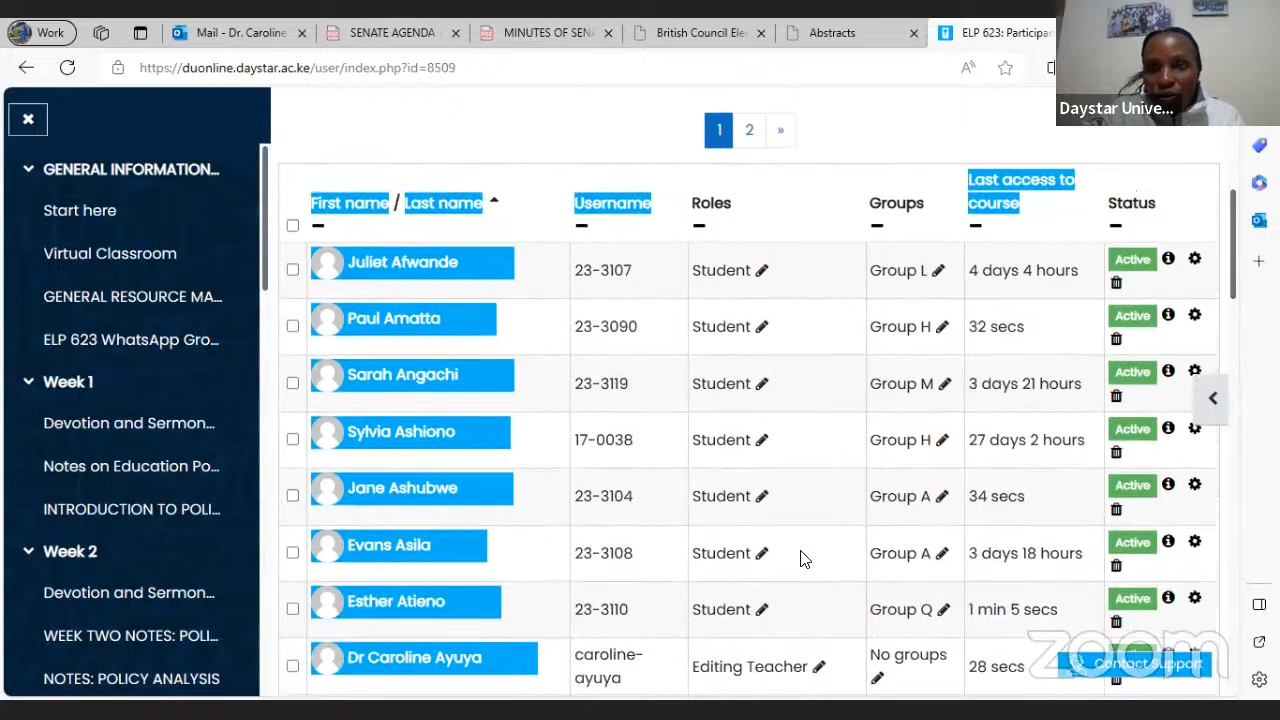 Work
Mail - Dr. Caroline
SENATE AGENDA -
MINUTES OF SEN
British Council Ele
Abstracts
ELP 623: Participan
https://duonline.daystar.ac.ke/user/index.php?id=8509
Daystar Unive...
GENERAL INFORMATION...
Start here
Virtual Classroom
GENERAL RESOURCE MA...
ELP 623 WhatsApp Gro...
Week 1
Devotion and Sermon...
Notes on Education Po...
INTRODUCTION TO POLI...
Week 2
Devotion and Sermon...
WEEK TWO NOTES: POLI...
NOTES: POLICY ANALYSIS
1 2 »
First name / Last name Username Roles Groups Last access to course Status
Juliet Afwande 23-3107 Student Group L 4 days 4 hours Active
Paul Amatta 23-3090 Student Group H 32 secs Active
Sarah Angachi 23-3119 Student Group M 3 days 21 hours Active
Sylvia Ashiono 17-0038 Student Group H 27 days 2 hours Active
Jane Ashubwe 23-3104 Student Group A 34 secs Active
Evans Asila 23-3108 Student Group A 3 days 18 hours Active
Esther Atieno 23-3110 Student Group Q 1 min 5 secs Active
Dr Caroline Ayuya caroline-ayuya Editing Teacher No groups 28 secs
zoom
Contact Support